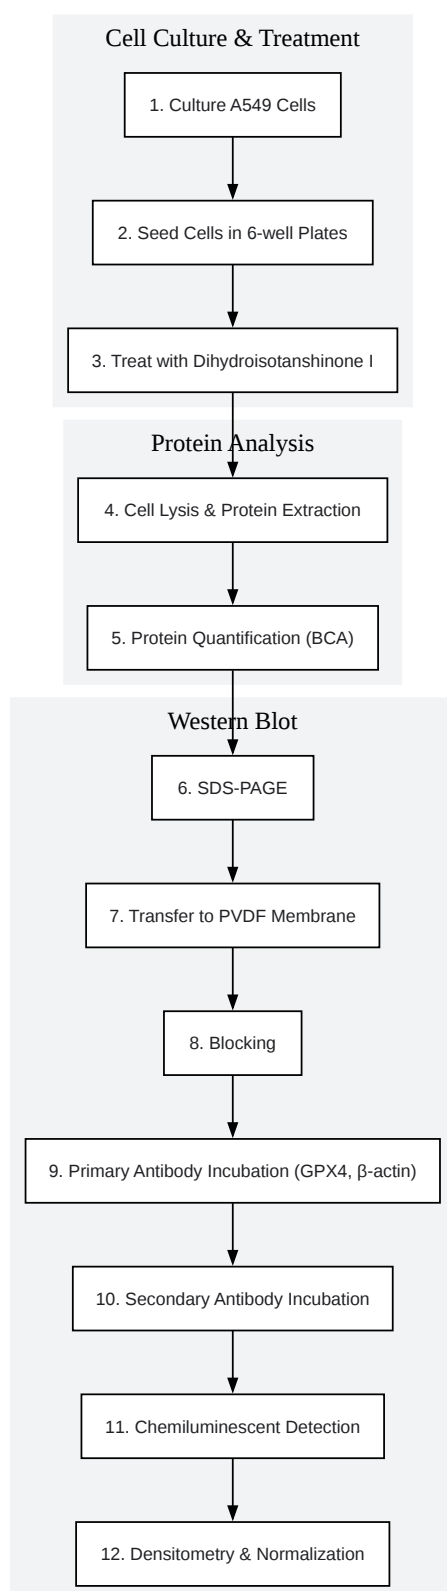 Cell Culture & Treatment
1. Culture A549 Cells
2. Seed Cells in 6-well Plates
3. Treat with Dihydroisotanshinone I
Protein Analysis
4. Cell Lysis & Protein Extraction
5. Protein Quantification (BCA)
Western Blot
6. SDS-PAGE
7. Transfer to PVDF Membrane
8. Blocking
9. Primary Antibody Incubation (GPX4, β-actin)
10. Secondary Antibody Incubation
11. Chemiluminescent Detection
12. Densitometry & Normalization